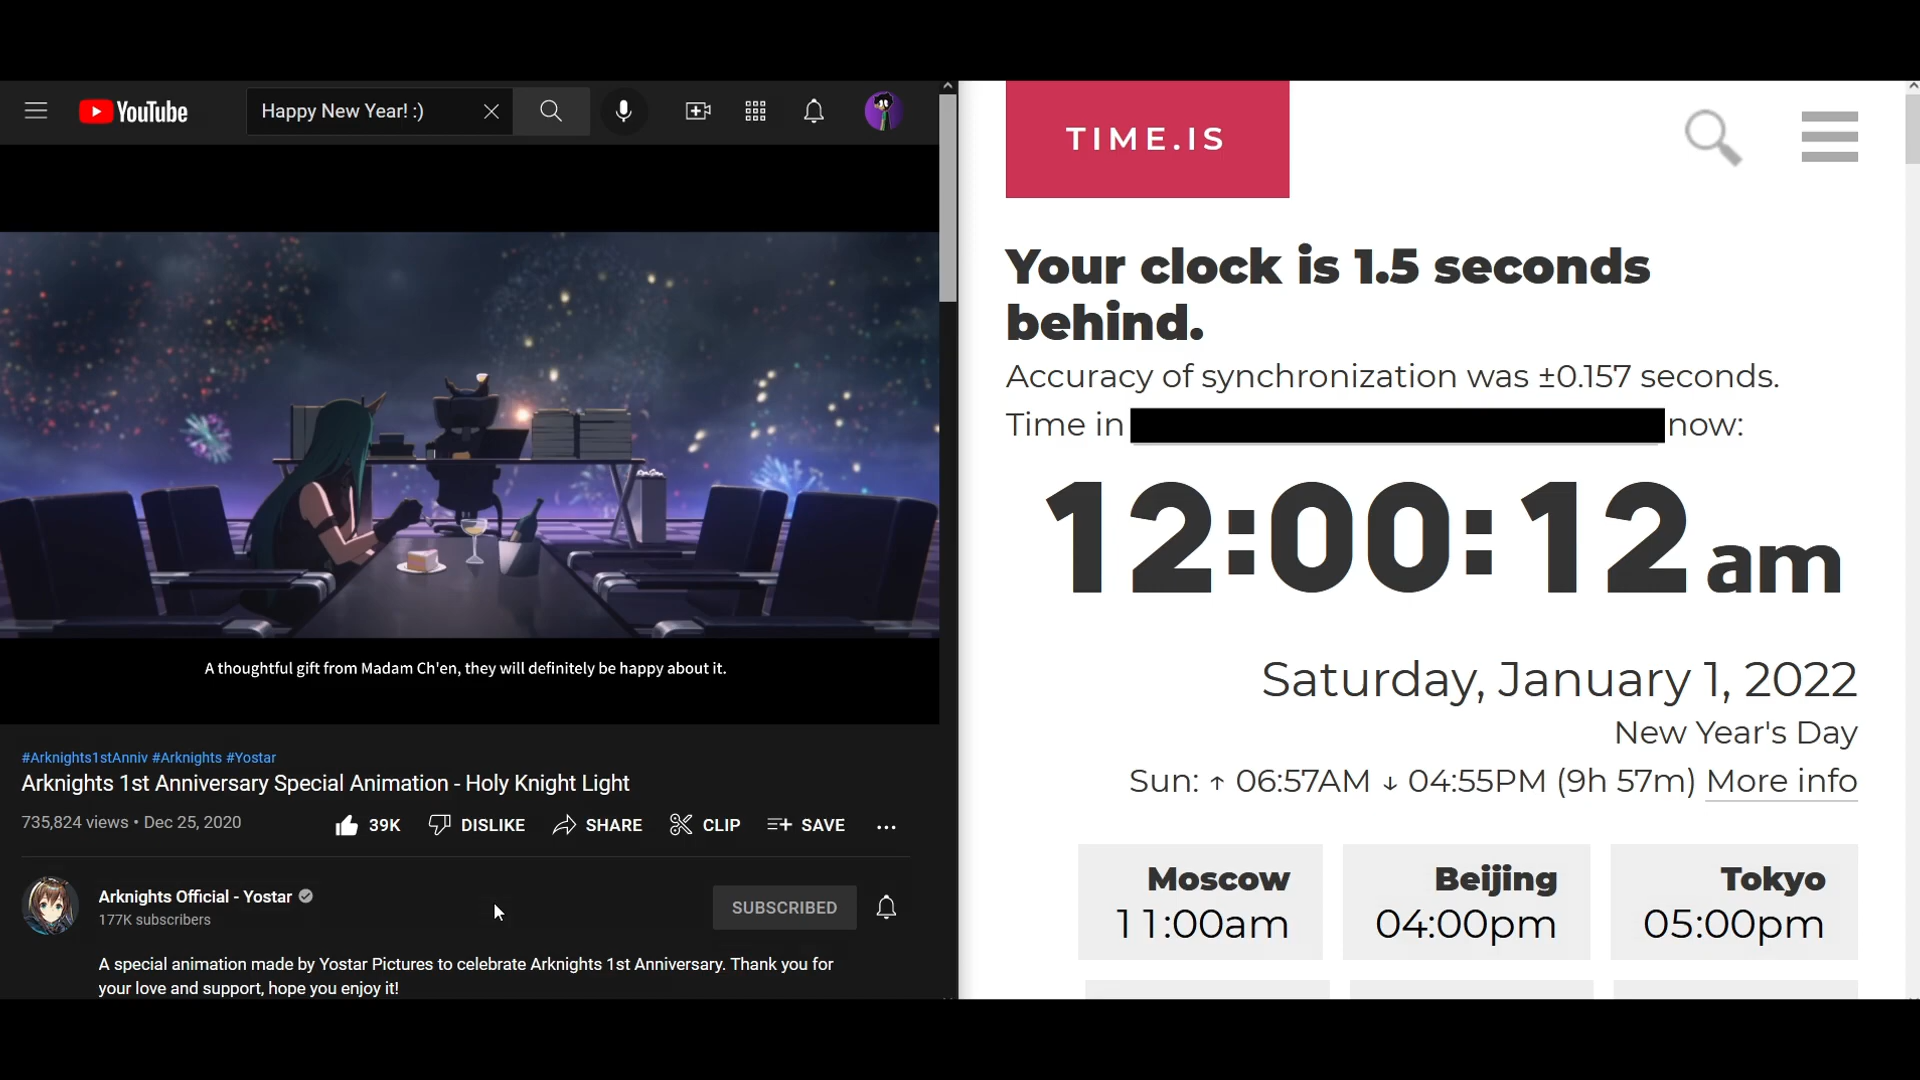 YouTube
Happy New Year! :)
A thoughtful gift from Madam Ch'en, they will definitely be happy about it.
#Arknights1stAnniv #Arknights #Yostar
Arknights 1st Anniversary Special Animation - Holy Knight Light
735,824 views • Dec 25, 2020
39K DISLIKE SHARE CLIP SAVE
Arknights Official - Yostar
177K subscribers
SUBSCRIBED
A special animation made by Yostar Pictures to celebrate Arknights 1st Anniversary. Thank you for
your love and support, hope you enjoy it!
TIME.IS
Your clock is 1.5 seconds
behind.
Accuracy of synchronization was ±0.157 seconds.
Time in now:
12:00:12 am
Saturday, January 1, 2022
New Year's Day
Sun: ↑ 06:57AM ↓ 04:55PM (9h 57m) More info
Moscow
11:00am
Beijing
04:00pm
Tokyo
05:00pm